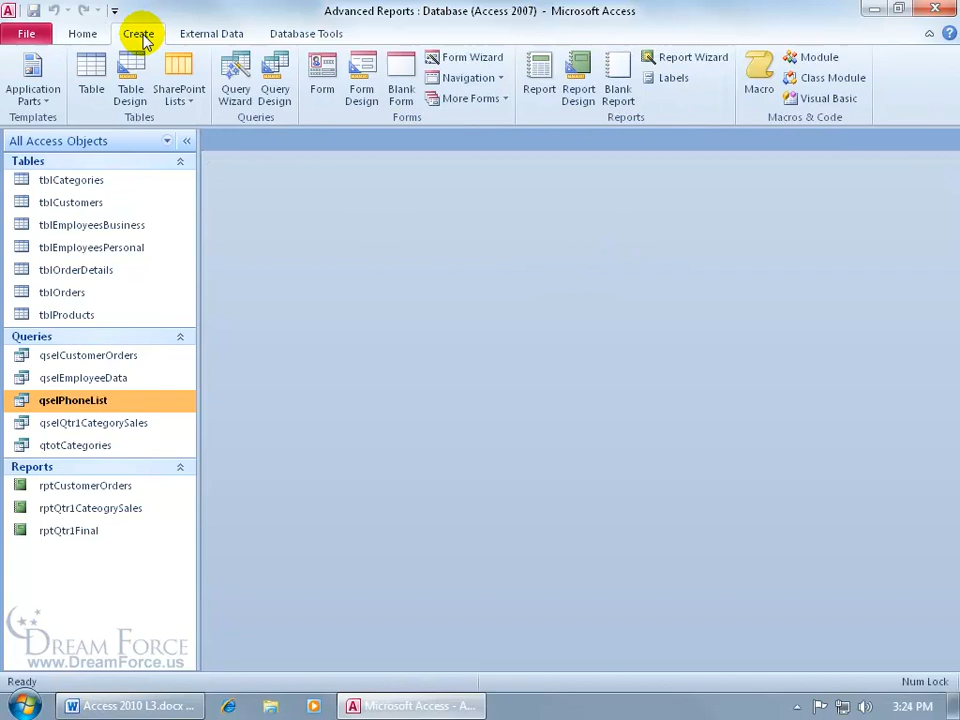 Advanced Reports : Database (Access 2007) - Microsoft Access
File Home Create External Data Database Tools
Application Parts Table Table Design SharePoint Lists Query Wizard Query Design Form Form Design Blank Form Form Wizard Navigation More Forms Report Report Design Blank Report Report Wizard Labels Macro Module Class Module Visual Basic
Templates Tables Queries Forms Reports Macros & Code
All Access Objects
Tables
tblCategories
tblCustomers
tblEmployeesBusiness
tblEmployeesPersonal
tblOrderDetails
tblOrders
tblProducts
Queries
qselCustomerOrders
qselEmployeeData
qselPhoneList
qselQtr1CategorySales
qtotCategories
Reports
rptCustomerOrders
rptQtr1CateogrySales
rptQtr1Final
DREAM FORCE
www.DreamForce.us
Ready Num Lock
Access 2010 L3.docx ... Microsoft Access - A... 3:24 PM